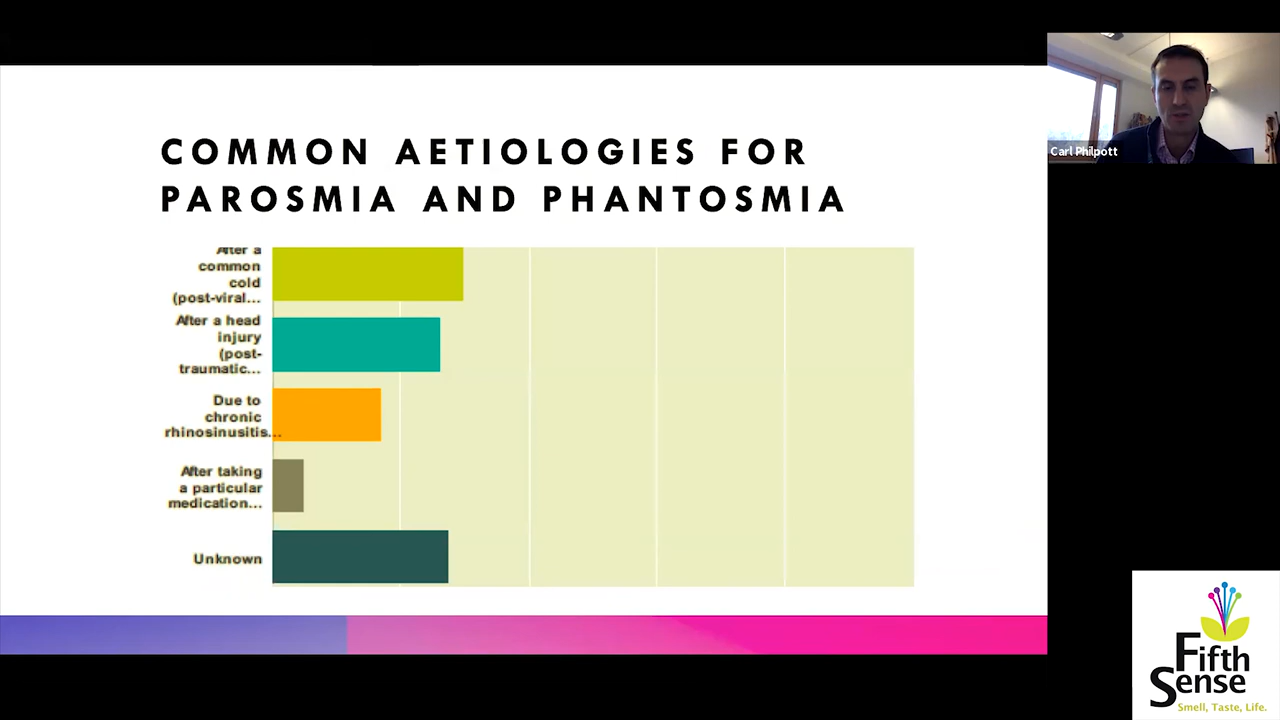 COMMON AETIOLOGIES FOR
PAROSMIA AND PHANTOSMIA
After a
common
cold
(post-viral...
After a head
injury
(post-
traumatic...
Due to
chronic
rhinosinusitis...
After taking
a particular
medication...
Unknown
Carl Philpott
Fifth
Sense
Smell, Taste, Life.